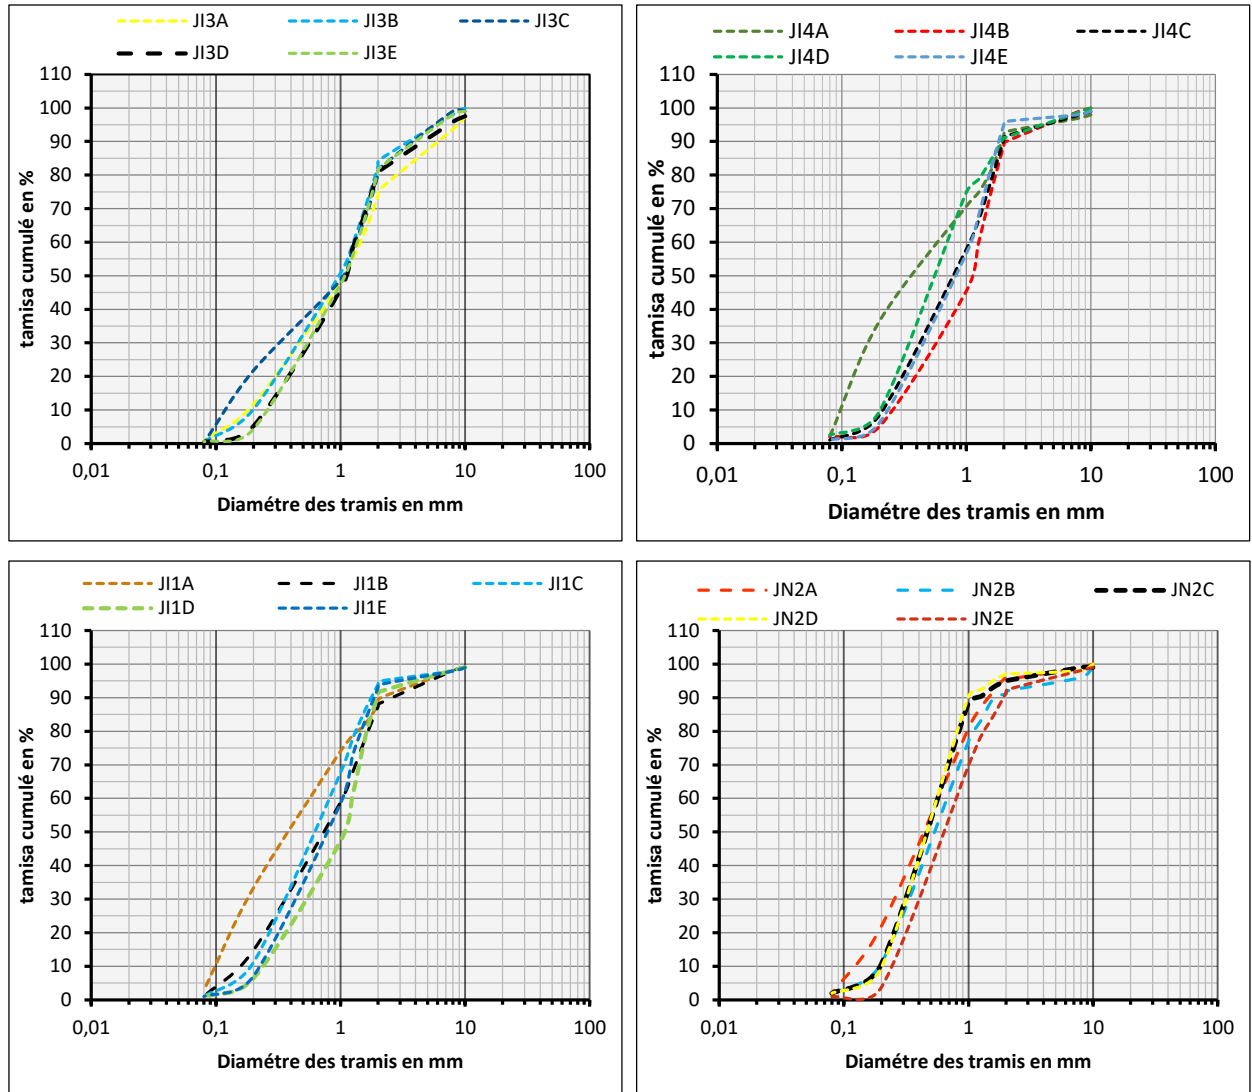 JI3A JI3B JI3C
JI3D JI3E
110
100
90
80
70
60
50
40
30
20
10
0
tamisa cumulé en %
0,01 0,1 1 10 100
Diamétre des tramis en mm
JI4A JI4B JI4C
JI4D JI4E
110
100
90
80
70
60
50
40
30
20
10
0
tamisa cumulé en %
0,01 0,1 1 10 100
Diamétre des tramis en mm
JI1A JI1B JI1C
JI1D JI1E
110
100
90
80
70
60
50
40
30
20
10
0
tamisa cumulé en %
0,01 0,1 1 10 100
Diamétre des tramis en mm
JN2A JN2B JN2C
JN2D JN2E
110
100
90
80
70
60
50
40
30
20
10
0
tamisa cumulé en %
0,01 0,1 1 10 100
Diamétre des tramis en mm